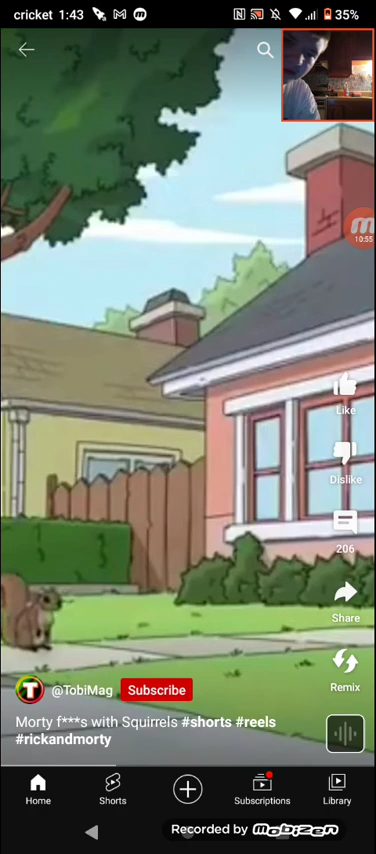 cricket 1:43
35%
10:55
Like
Dislike
206
Share
Remix
@TobiMag Subscribe
Morty f***s with Squirrels #shorts #reels
#rickandmorty
Home Shorts Subscriptions Library
Recorded by mobizen